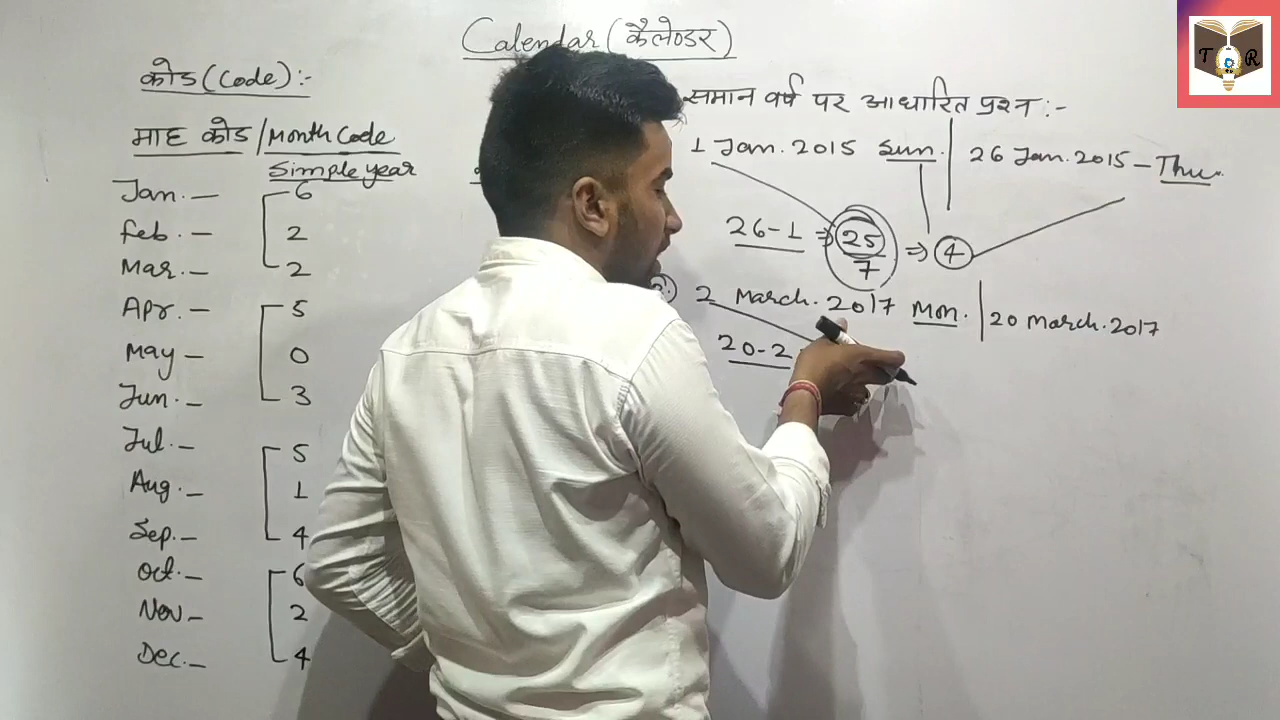 Calendar (कैलेण्डर)
कोड (Code) :-
माह कोड / Month Code
Simple year
Jan. – 6
Feb. – 2
Mar. – 2
Apr. – 5
May – 0
Jun. – 3
Jul. – 5
Aug. – 1
Sep. – 4
Oct. – 6
Nov – 2
Dec. – 4
समान वर्ष पर आधारित प्रश्न :-
1 Jan. 2015 Sun. | 26 Jan. 2015 – Thu.
26-1 ⇒ 25/7 ⇒ 4
2 March. 2017 Mon. | 20 March. 2017
20-2
T R